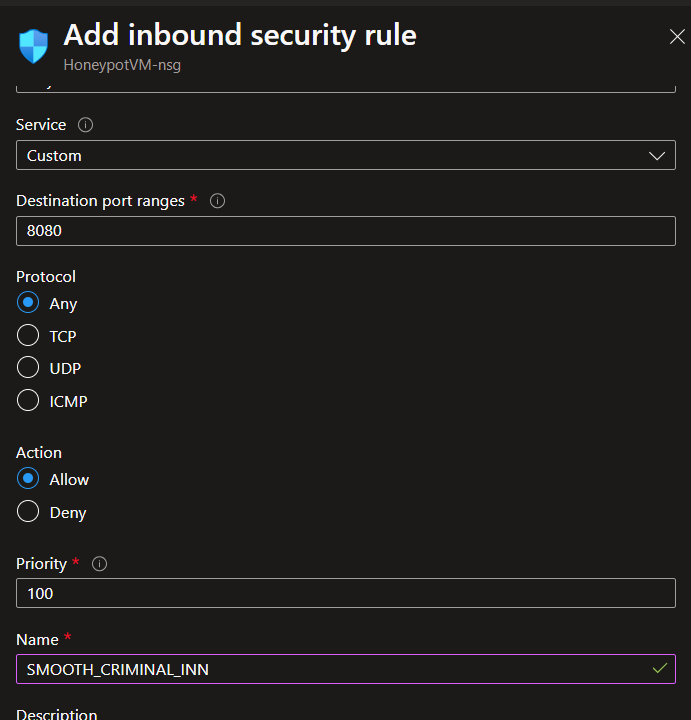 Add inbound security rule
HoneypotVM-nsg
Service
Custom
Destination port ranges *
8080
Protocol
Any
TCP
UDP
ICMP
Action
Allow
Deny
Priority *
100
Name *
SMOOTH_CRIMINAL_INN
Description